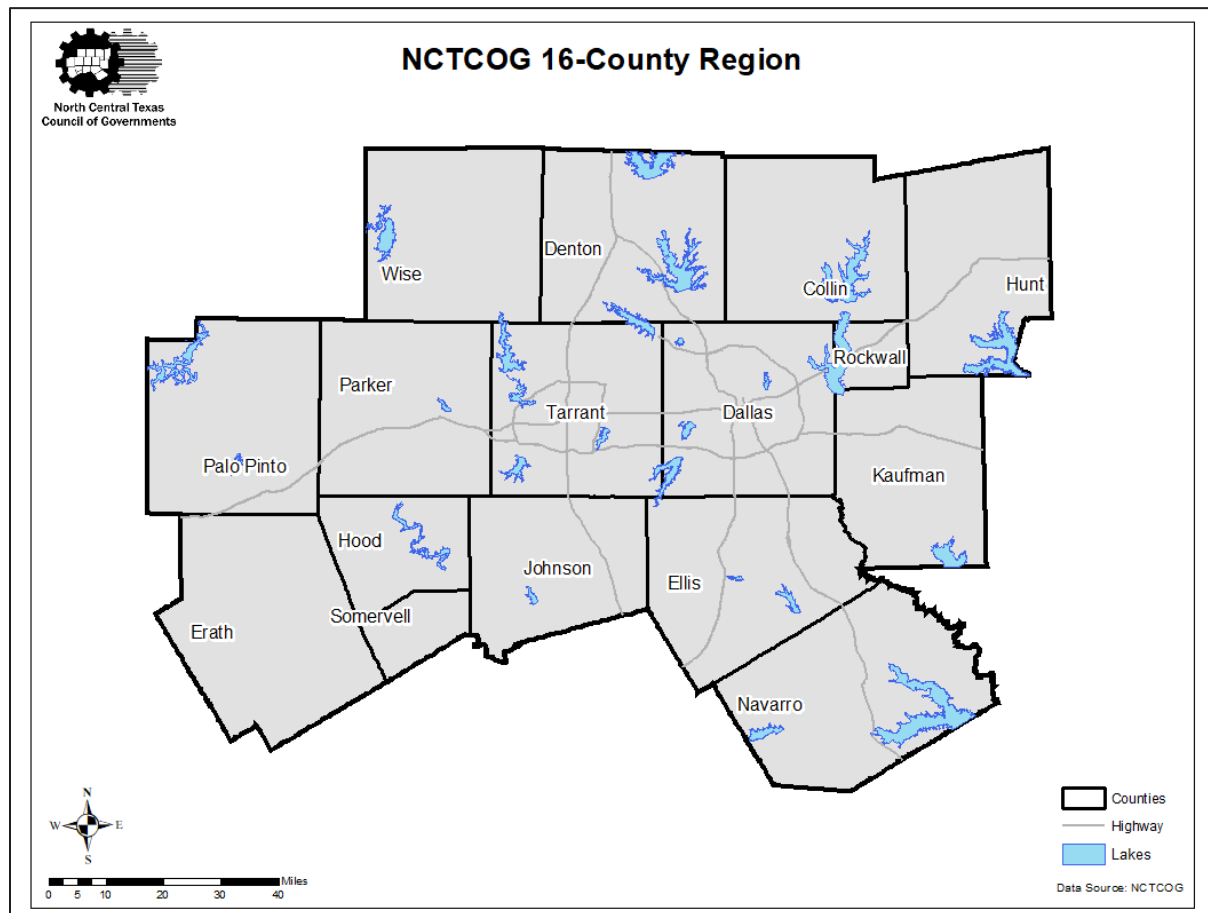 NCTCOG 16-County Region
North Central Texas
Council of Governments
Wise
Denton
Collin
Hunt
Rockwall
Parker
Tarrant
Dallas
Palo Pinto
Kaufman
Hood
Johnson
Ellis
Somervell
Erath
Navarro
N
W
E
S
Miles
0 5 10 20 30 40
Counties
Highway
Lakes
Data Source: NCTCOG